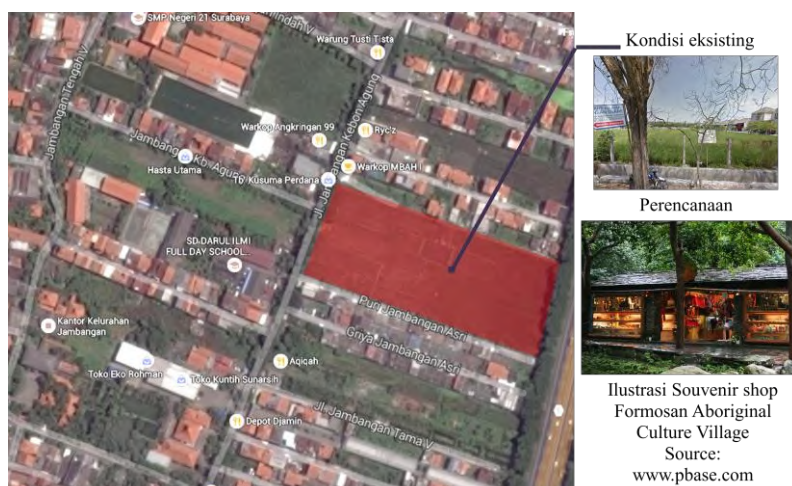 SMP Negeri 21 Surabaya
Warung Tusti Tista
Jambangan Tengah V
Jl. Jambangan Kebon Agung
Warkop Angkringan 99
Ryc'z
Jambang
Kb. Agung
Hasta Utama
Warkop MBAH I
Tb. Kusuma Perdana
SD DARUL ILMI
FULL DAY SCHOOL...
Puri Jambangan Asri
Griya Jambangan Asri
Kantor Kelurahan
Jambangan
Aqicah
Toko Eko Rohman
Toko Kuntih Sunarsih
Jl. Jambangan Tama V
Depot Djamin
Kondisi eksisting
Perencanaan
Ilustrasi Souvenir shop
Formosan Aboriginal
Culture Village
Source:
www.pbase.com